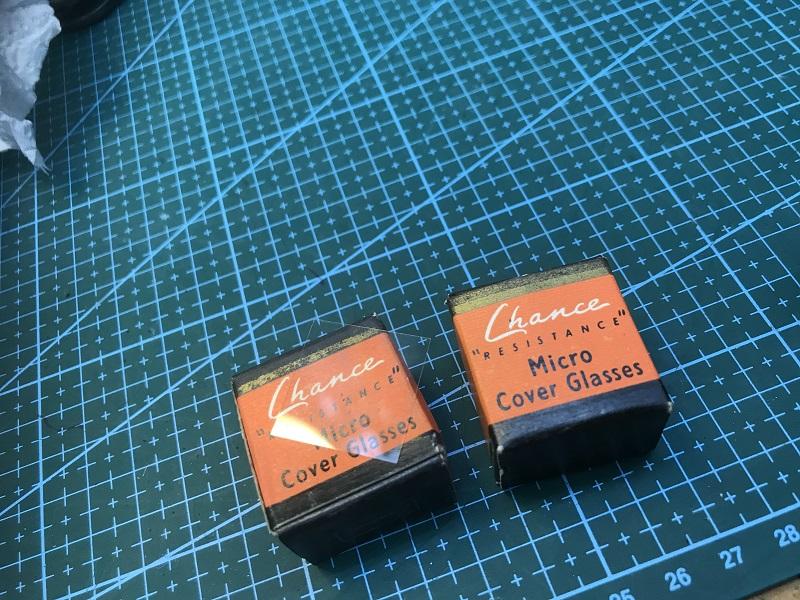 Chance
"RESISTANCE"
Micro
Cover Glasses
Chance
"RESISTANCE"
Micro
Cover Glasses
25 26 27 28